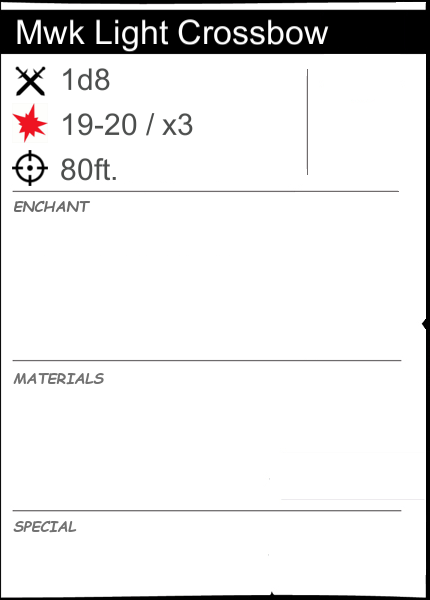 Mwk Light Crossbow
1d8
19-20 / x3
80ft.
ENCHANT
MATERIALS
SPECIAL